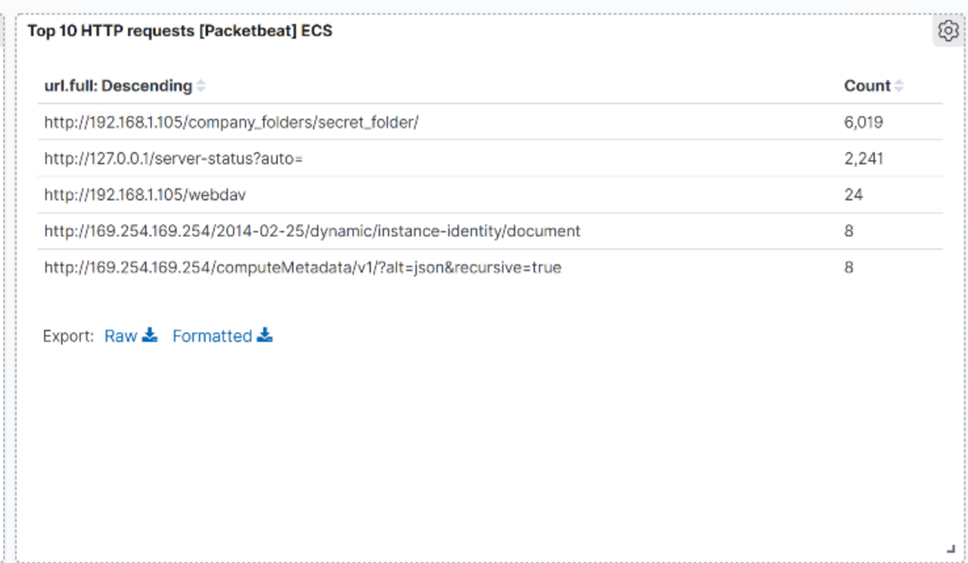 Top 10 HTTP requests [Packetbeat] ECS
url.full: Descending Count
http://192.168.1.105/company_folders/secret_folder/ 6,019
http://127.0.0.1/server-status?auto= 2,241
http://192.168.1.105/webdav 24
http://169.254.169.254/2014-02-25/dynamic/instance-identity/document 8
http://169.254.169.254/computeMetadata/v1/?alt=json&recursive=true 8
Export: Raw Formatted